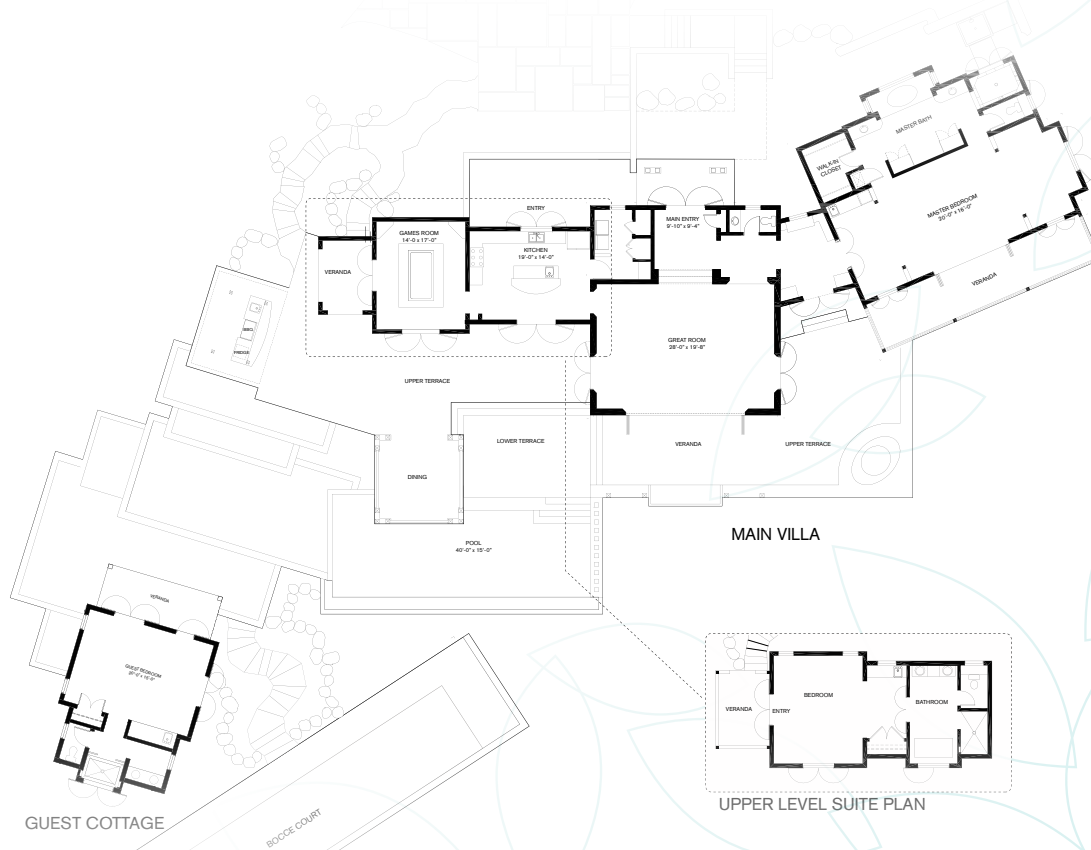 MASTER BATH
WALK-IN
CLOSET
MASTER BEDROOM
20'-0" x 16'-0"
VERANDA
ENTRY
MAIN ENTRY
9'-10" x 9'-4"
GAMES ROOM
14'-0 x 17'-0"
KITCHEN
19'-0" x 14'-0"
VERANDA
BBQ
FRIDGE
GREAT ROOM
28'-0" x 19'-8"
UPPER TERRACE
LOWER TERRACE
VERANDA
UPPER TERRACE
DINING
MAIN VILLA
POOL
40'-0" x 15'-0"
VERANDA
GUEST BEDROOM
BEDROOM
VERANDA
ENTRY
BATHROOM
UPPER LEVEL SUITE PLAN
GUEST COTTAGE
BOCCE COURT